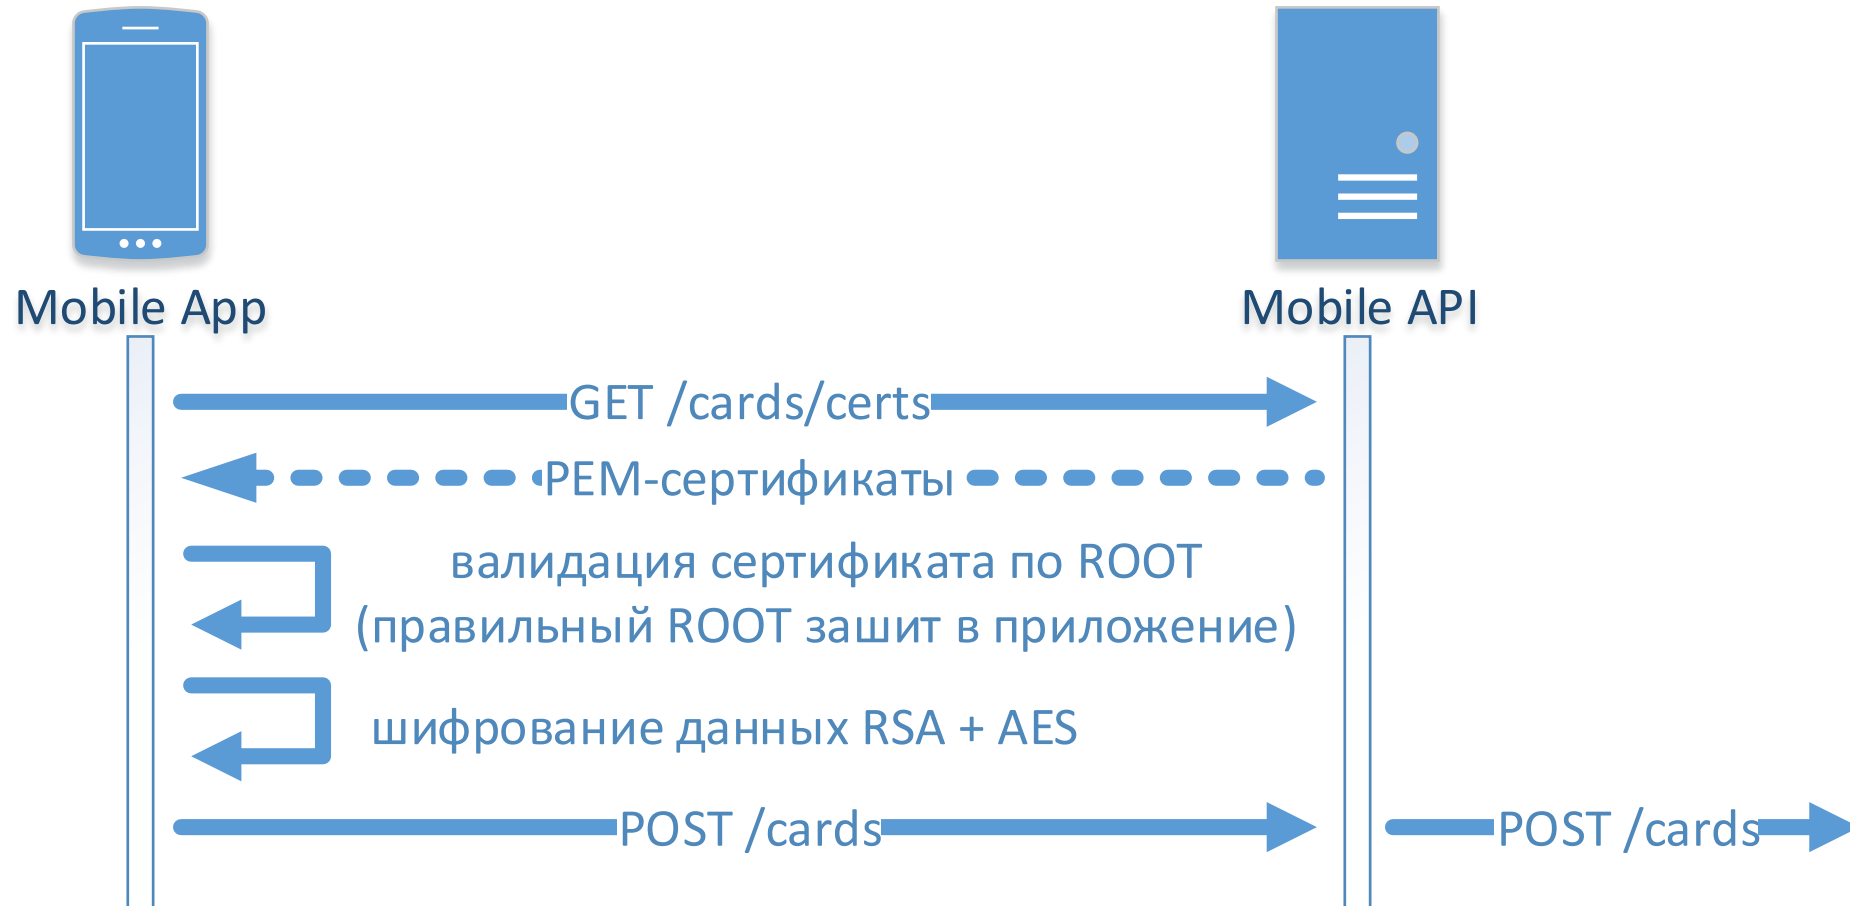 Mobile App
Mobile API
GET /cards/certs
PEM-сертификаты
валидация сертификата по ROOT
(правильный ROOT зашит в приложение)
шифрование данных RSA + AES
POST /cards
POST /cards